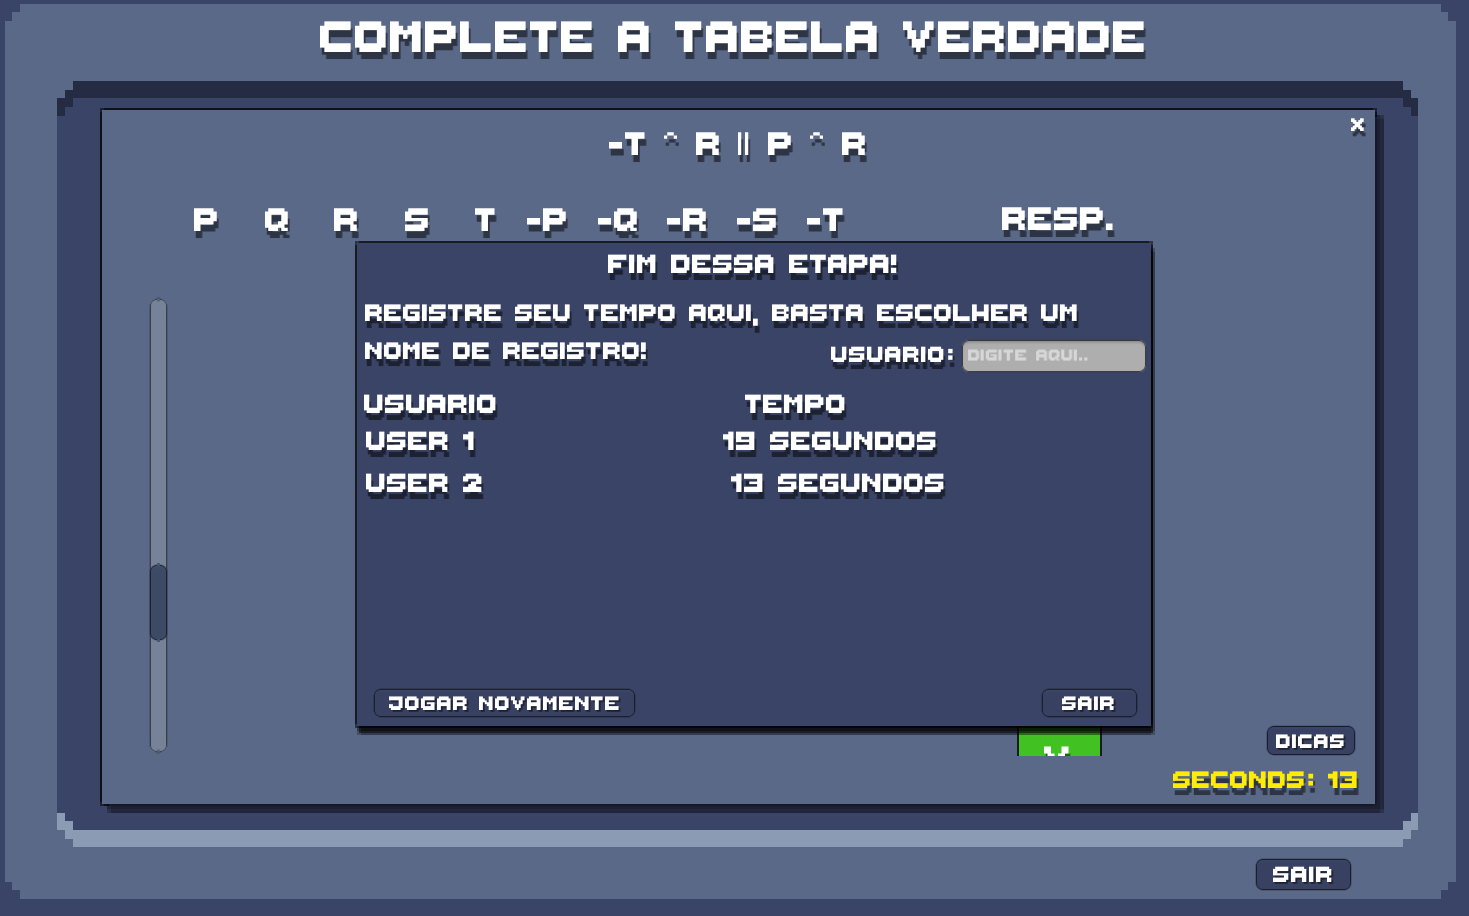 COMPLETE A TABELA VERDADE
X
-T ^ R || P ^ R
P Q R S T -P -Q -R -S -T RESP.
FIM DESSA ETAPA!
REGISTRE SEU TEMPO AQUI, BASTA ESCOLHER UM
NOME DE REGISTRO!
USUARIO: DIGITE AQUI..
USUARIO TEMPO
USER 1 19 SEGUNDOS
USER 2 13 SEGUNDOS
JOGAR NOVAMENTE SAIR
DICAS
SECONDS: 13
SAIR